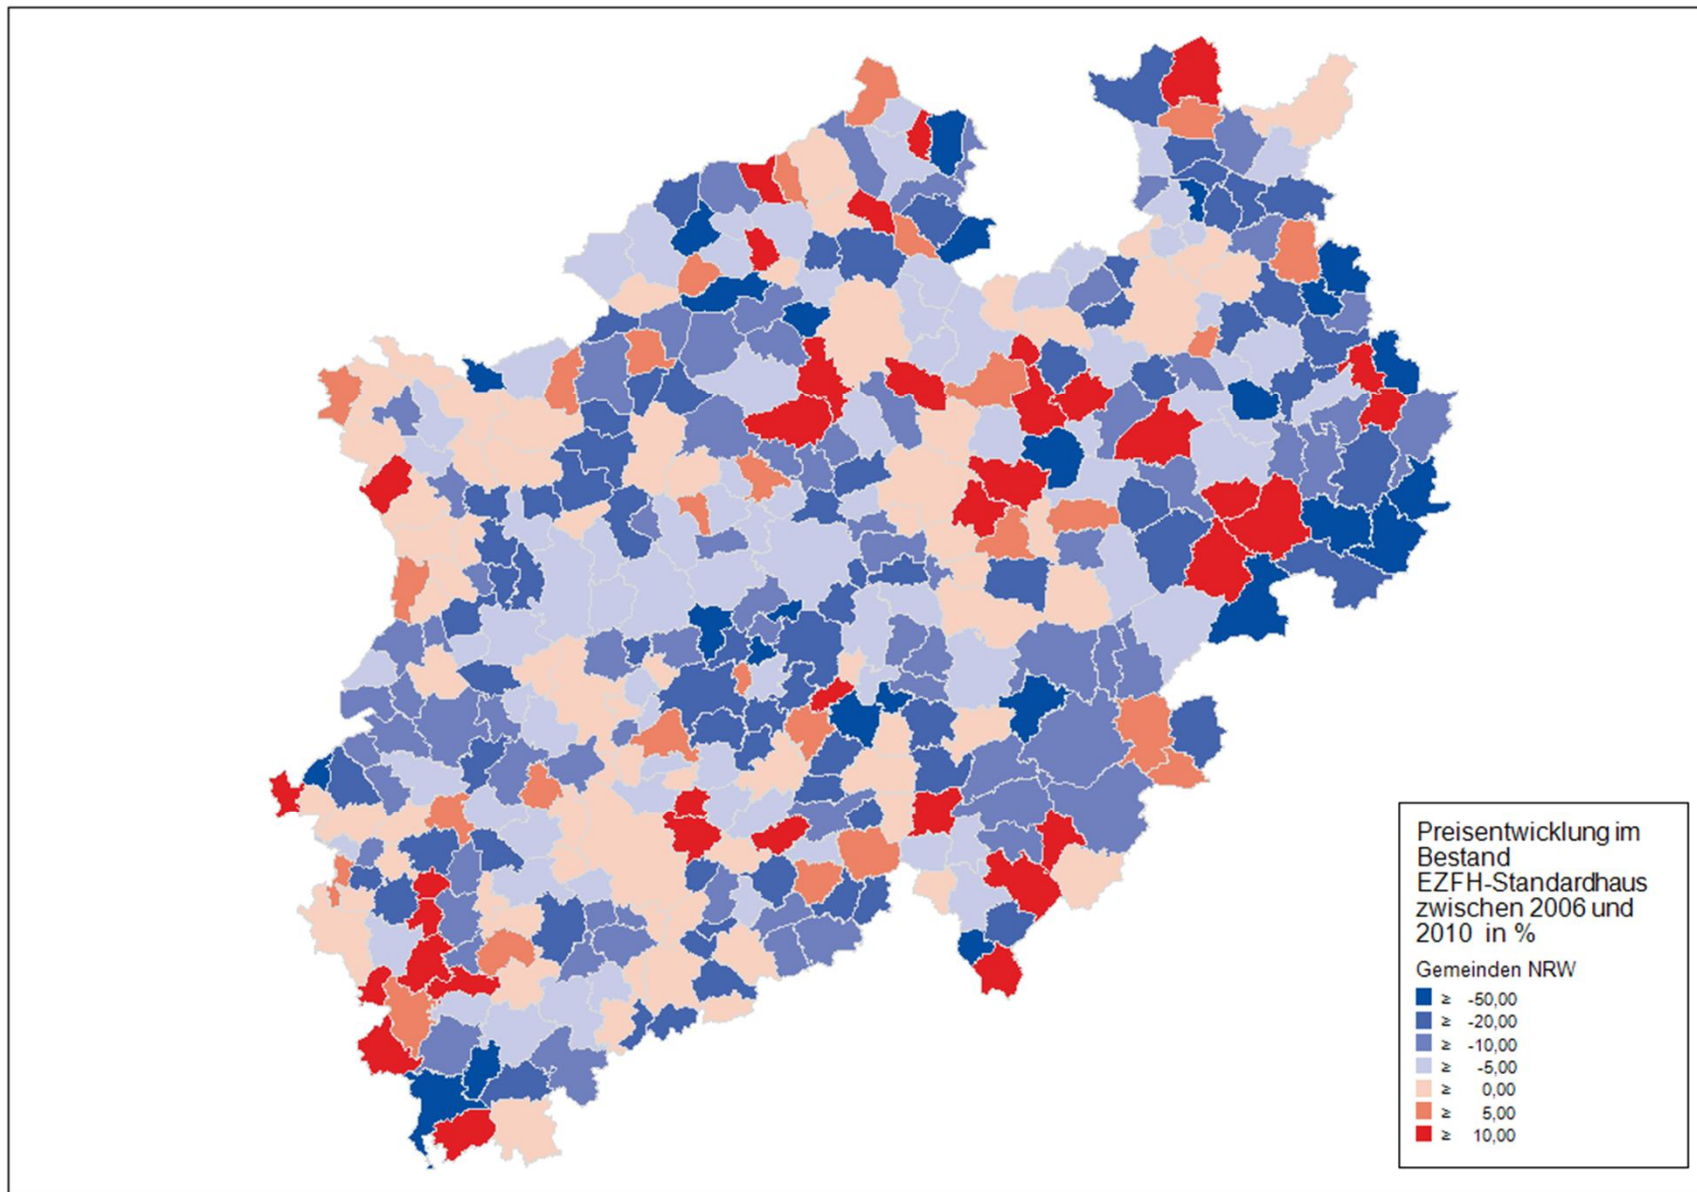 Preisentwicklung im
Bestand
EZFH-Standardhaus
zwischen 2006 und
2010 in %
Gemeinden NRW
≥ -50,00
≥ -20,00
≥ -10,00
≥ -5,00
≥ 0,00
≥ 5,00
≥ 10,00